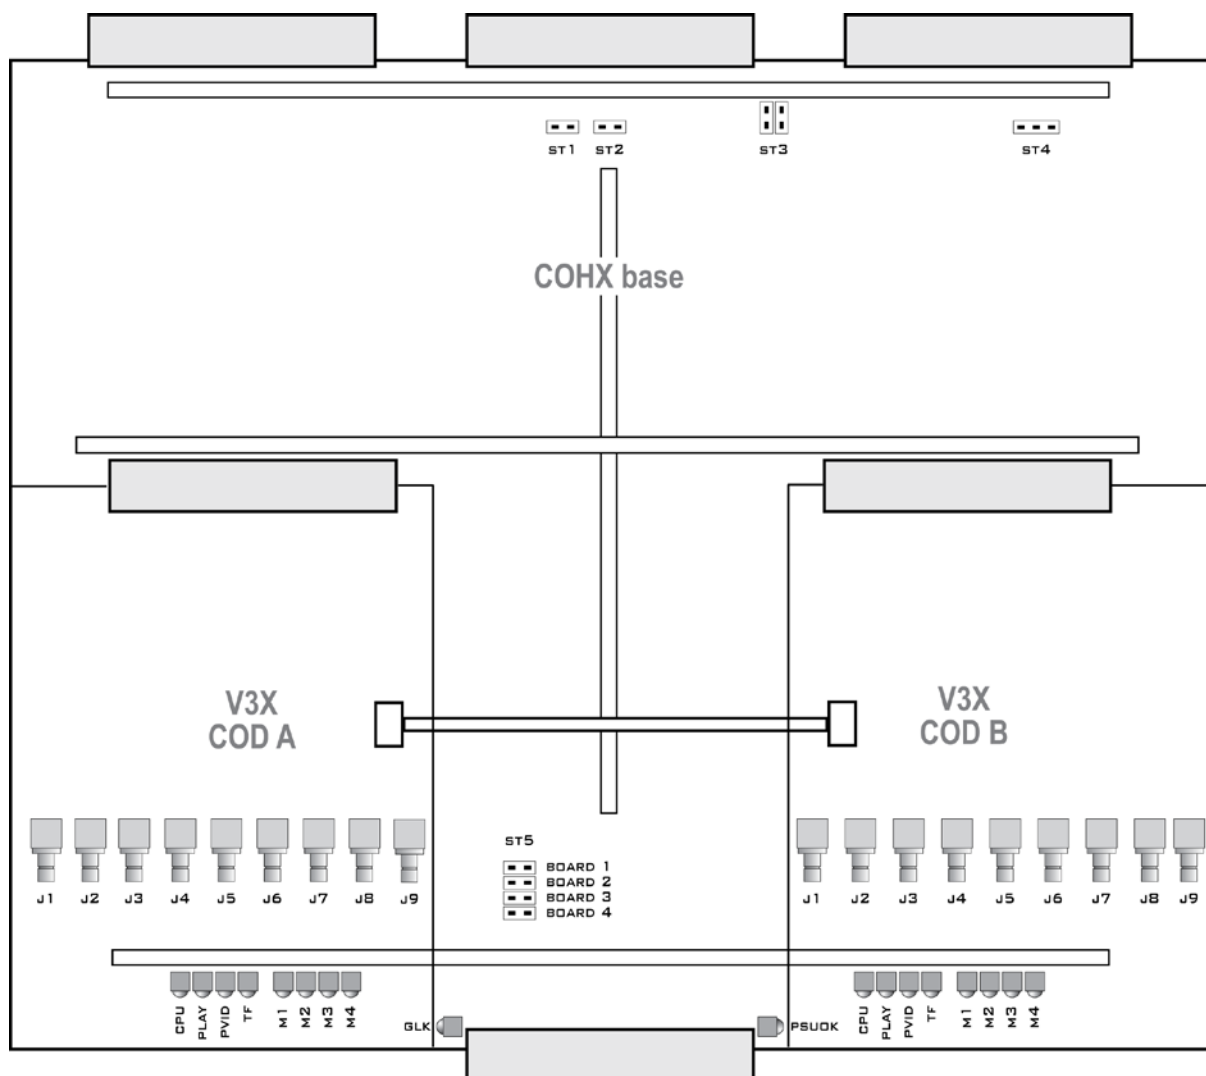 ST1 ST2 ST3 ST4
COHX base
V3X
COD A
V3X
COD B
ST5
BOARD 1
BOARD 2
BOARD 3
BOARD 4
J1 J2 J3 J4 J5 J6 J7 J8 J9
J1 J2 J3 J4 J5 J6 J7 J8 J9
CPU PLAY PVID TF M1 M2 M3 M4
GLK
PSUOK
CPU PLAY PVID TF M1 M2 M3 M4